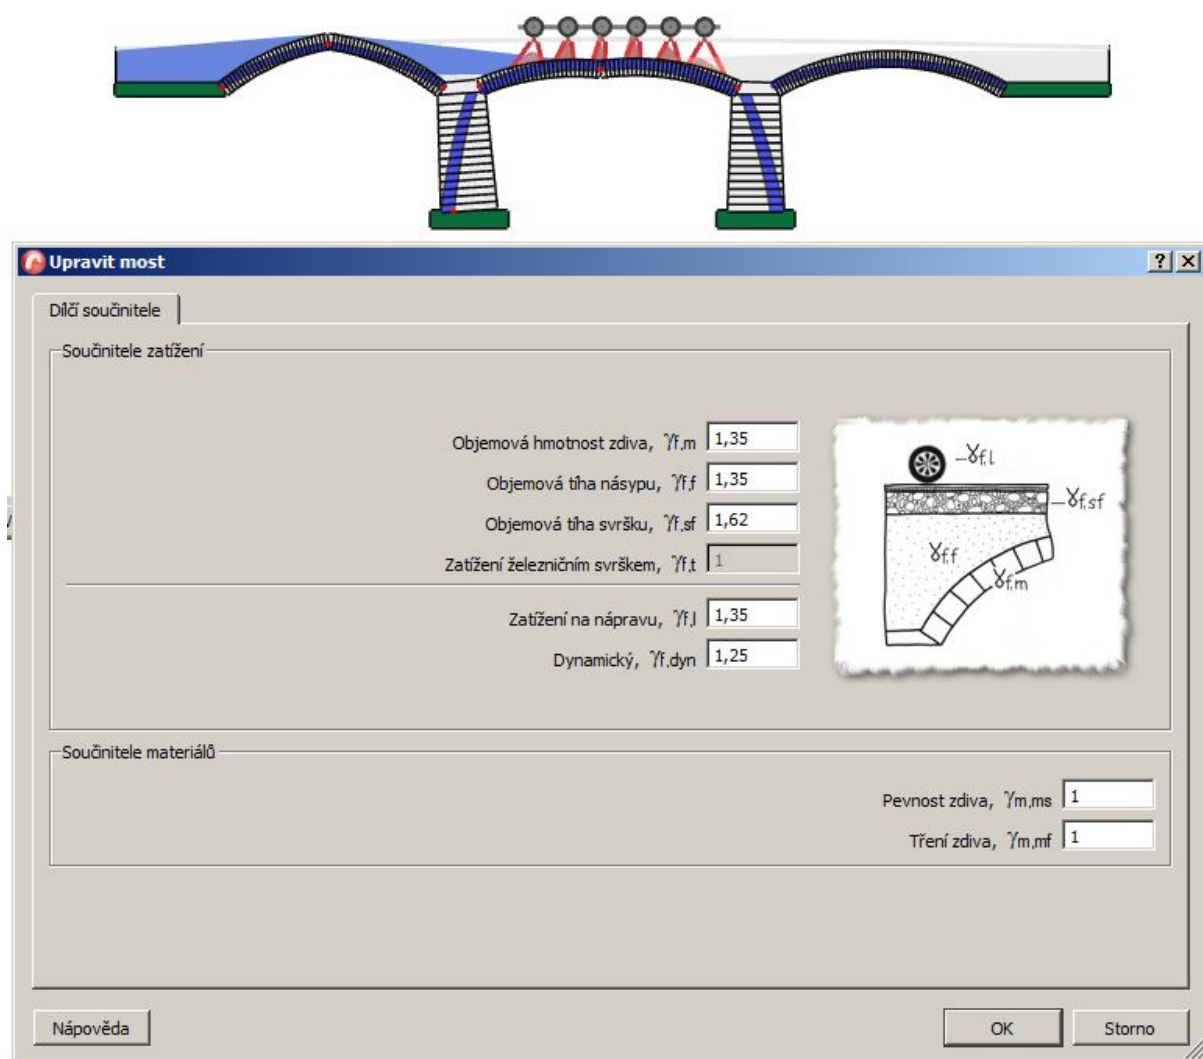 Upravit most
Dílčí součinitele
Součinitele zatížení
Objemová hmotnost zdiva, γf,m 1,35
Objemová tíha násypu, γf,f 1,35
Objemová tíha svršku, γf,sf 1,62
Zatížení železničním svrškem, γf,t 1
Zatížení na nápravu, γf,l 1,35
Dynamický, γf,dyn 1,25
γf,l
γf,sf
γf,f
γf,m
Součinitele materiálů
Pevnost zdiva, γm,ms 1
Tření zdiva, γm,mf 1
Nápověda
OK
Storno